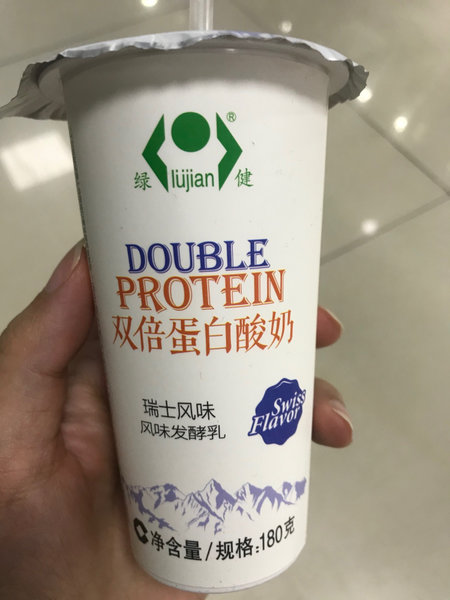 ®
绿 lüjian 健
DOUBLE
PROTEIN
双倍蛋白酸奶
瑞士风味
风味发酵乳
Swiss
Flavor
净含量/规格:180克